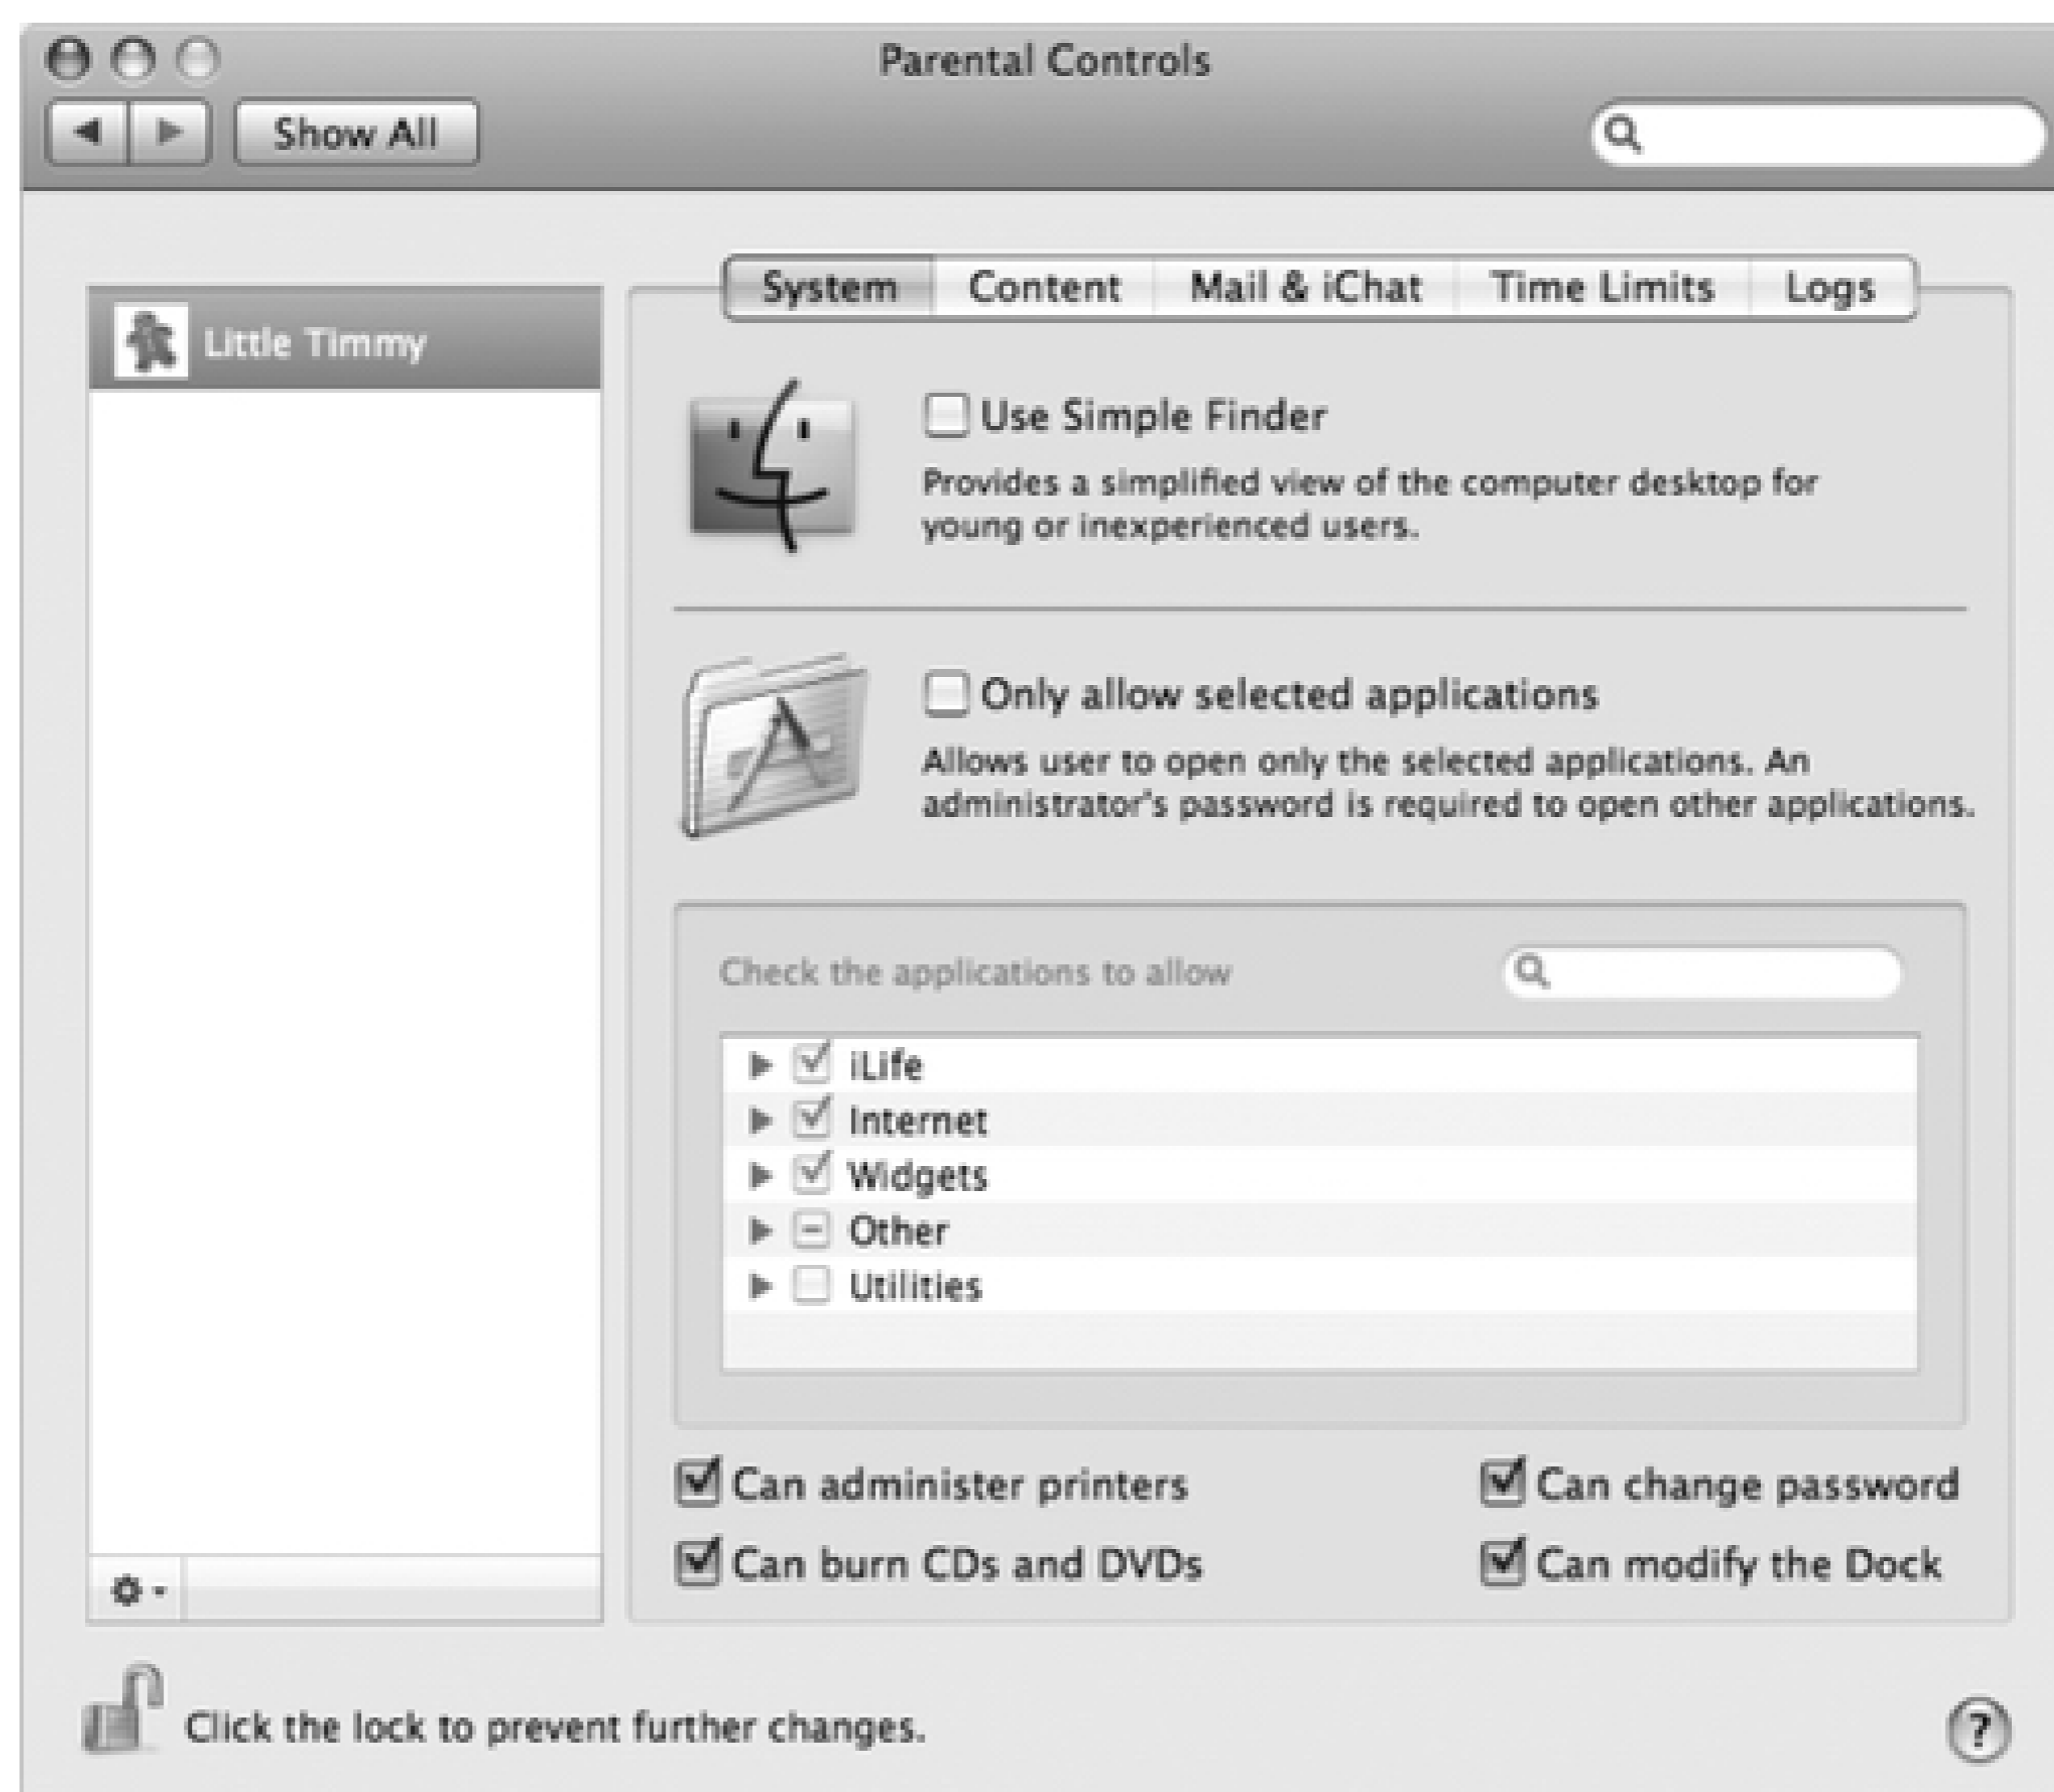 Parental Controls
Show All
Little Timmy
System Content Mail & iChat Time Limits Logs
Use Simple Finder
Provides a simplified view of the computer desktop for
young or inexperienced users.
Only allow selected applications
Allows user to open only the selected applications. An
administrator's password is required to open other applications.
Check the applications to allow
iLife
Internet
Widgets
Other
Utilities
Can administer printers
Can change password
Can burn CDs and DVDs
Can modify the Dock
Click the lock to prevent further changes.
?